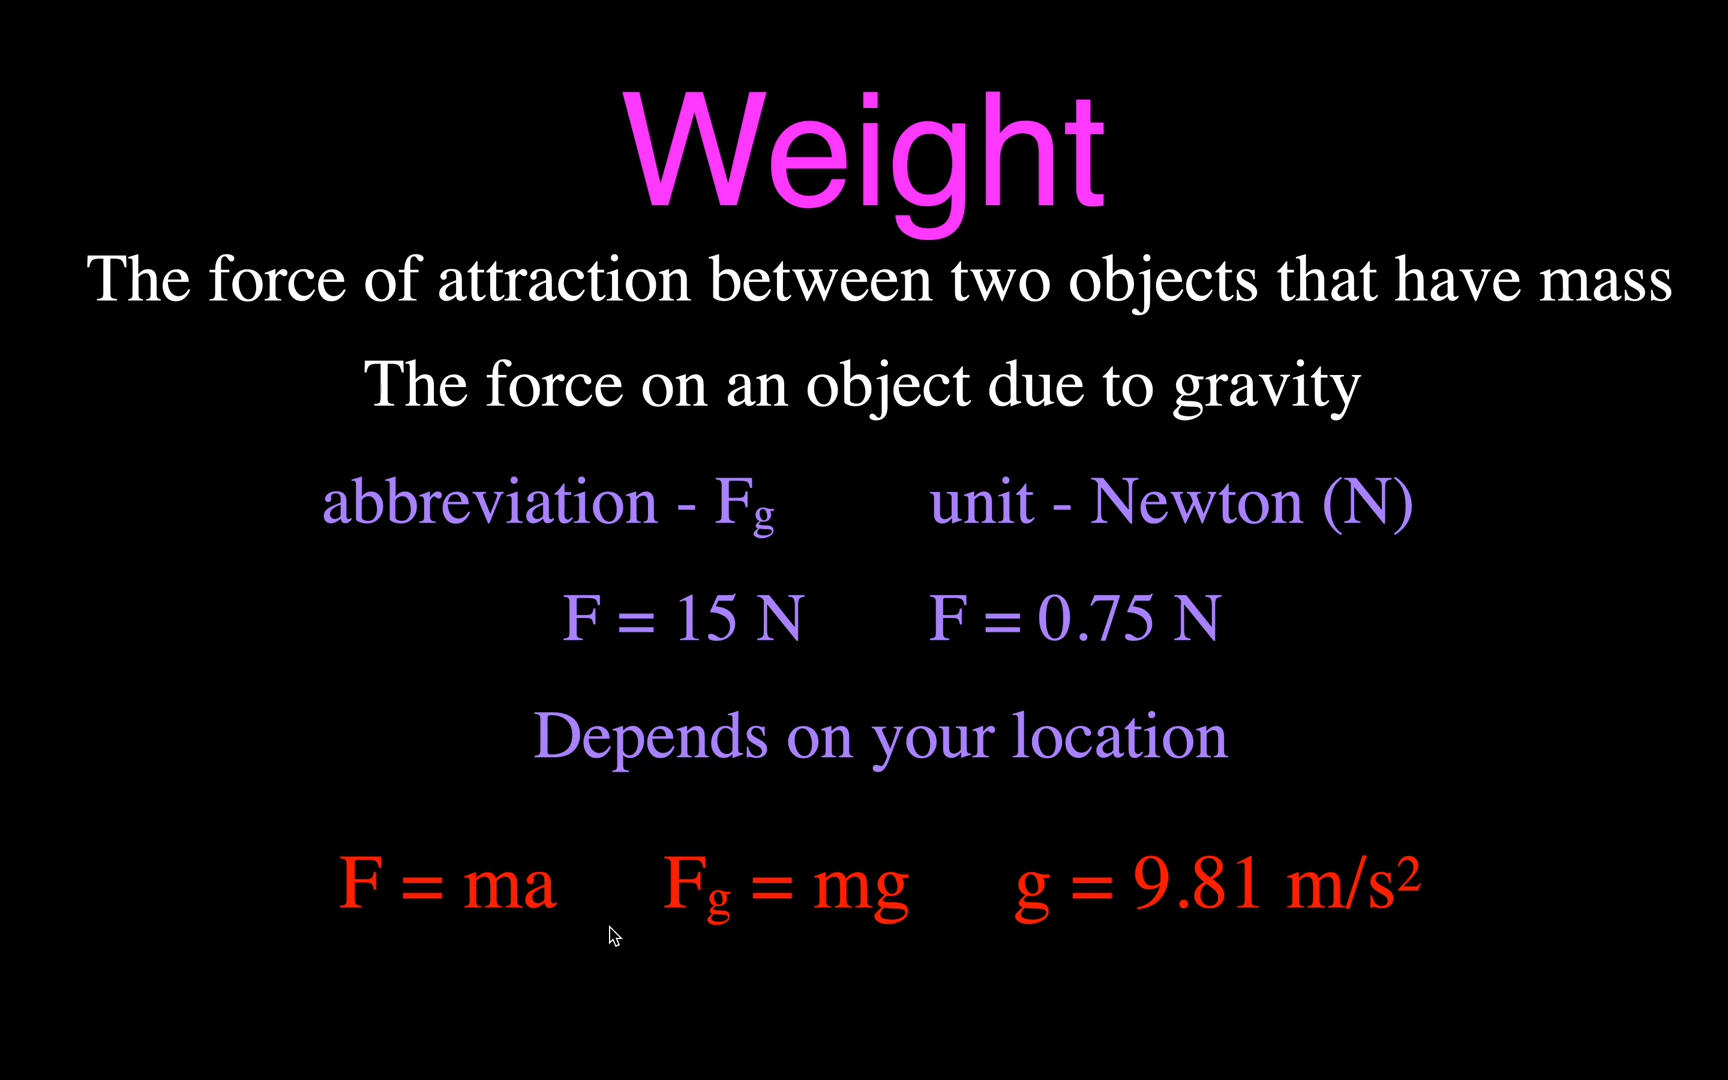 Weight
The force of attraction between two objects that have mass
The force on an object due to gravity
abbreviation - Fg unit - Newton (N)
F = 15 N F = 0.75 N
Depends on your location
F = ma Fg = mg g = 9.81 m/s²